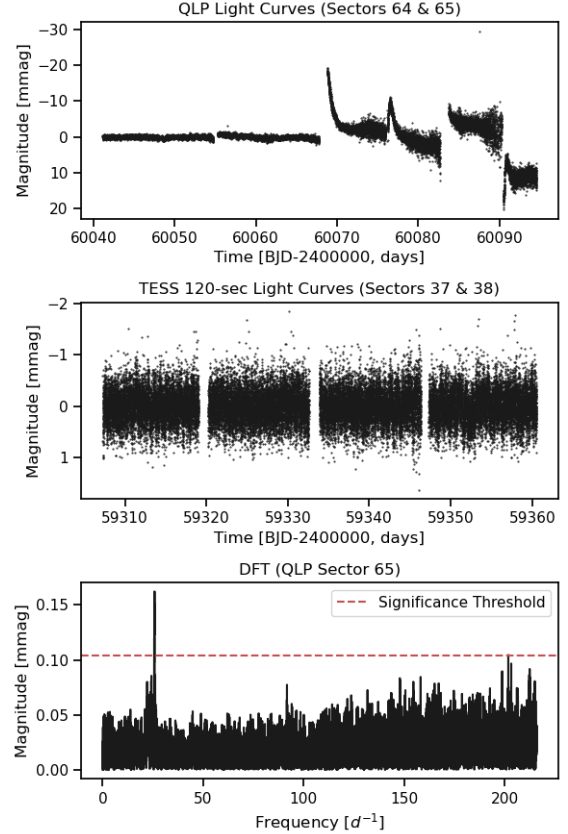 QLP Light Curves (Sectors 64 & 65)
−30
−20
−10
0
10
20
Magnitude [mmag]
60040 60050 60060 60070 60080 60090
Time [BJD-2400000, days]
TESS 120-sec Light Curves (Sectors 37 & 38)
−2
−1
0
1
Magnitude [mmag]
59310 59320 59330 59340 59350 59360
Time [BJD-2400000, days]
DFT (QLP Sector 65)
0.15
0.10
0.05
0.00
Magnitude [mmag]
Significance Threshold
0 50 100 150 200
Frequency [d⁻¹]